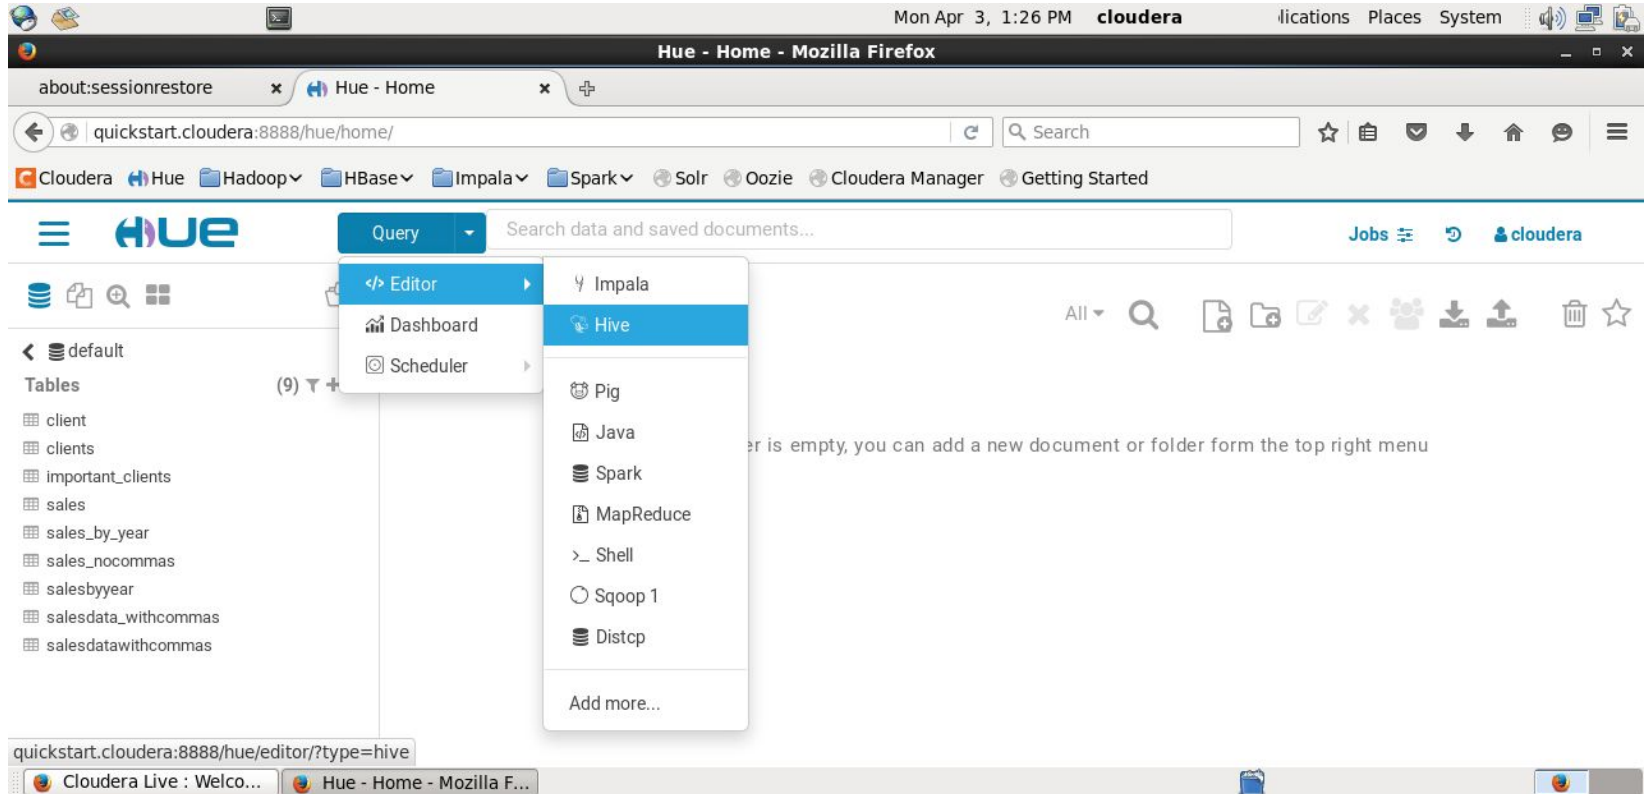 Mon Apr 3, 1:26 PM cloudera lications Places System
Hue - Home - Mozilla Firefox
about:sessionrestore Hue - Home
quickstart.cloudera:8888/hue/home/ Search
Cloudera Hue Hadoop HBase Impala Spark Solr Oozie Cloudera Manager Getting Started
HUE Query Search data and saved documents... Jobs cloudera
</> Editor
Dashboard
Scheduler
Impala
Hive
Pig
Java
Spark
MapReduce
>_ Shell
Sqoop 1
Distcp
Add more...
All
default
Tables (9)
client
clients
important_clients
sales
sales_by_year
sales_nocommas
salesbyyear
salesdata_withcommas
salesdatawithcommas
er is empty, you can add a new document or folder form the top right menu
quickstart.cloudera:8888/hue/editor/?type=hive
Cloudera Live : Welco... Hue - Home - Mozilla F...